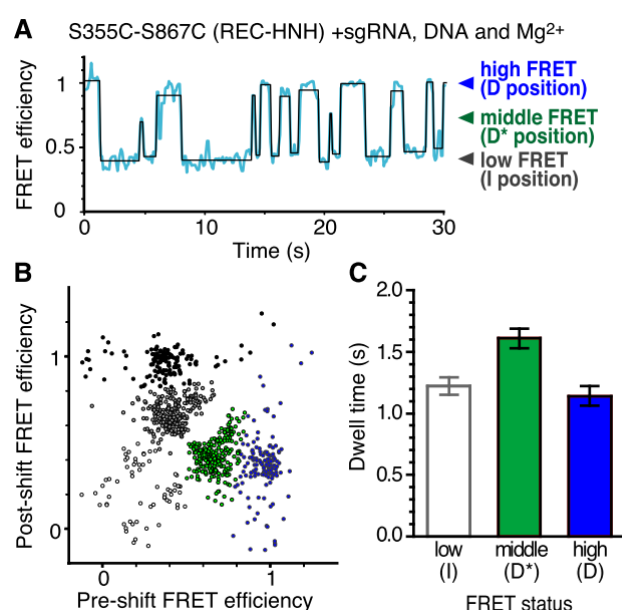 A S355C-S867C (REC-HNH) +sgRNA, DNA and Mg²⁺
FRET efficiency
1
0.5
0
0
10
20
30
Time (s)
high FRET
(D position)
middle FRET
(D* position)
low FRET
(I position)
B
Post-shift FRET efficiency
1
0
0
1
Pre-shift FRET efficiency
C
Dwell time (s)
2.0
1.5
1.0
0.5
0.0
low
(I)
middle
(D*)
high
(D)
FRET status